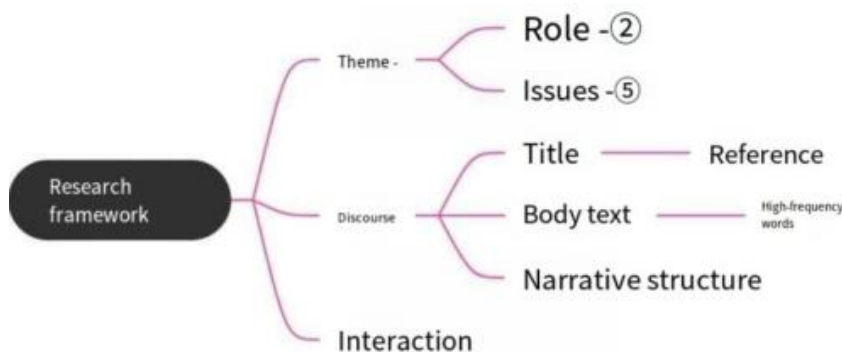 Research
framework
Theme -
Role -②
Issues -⑤
Discourse
Title
Reference
Body text
High-frequency
words
Narrative structure
Interaction